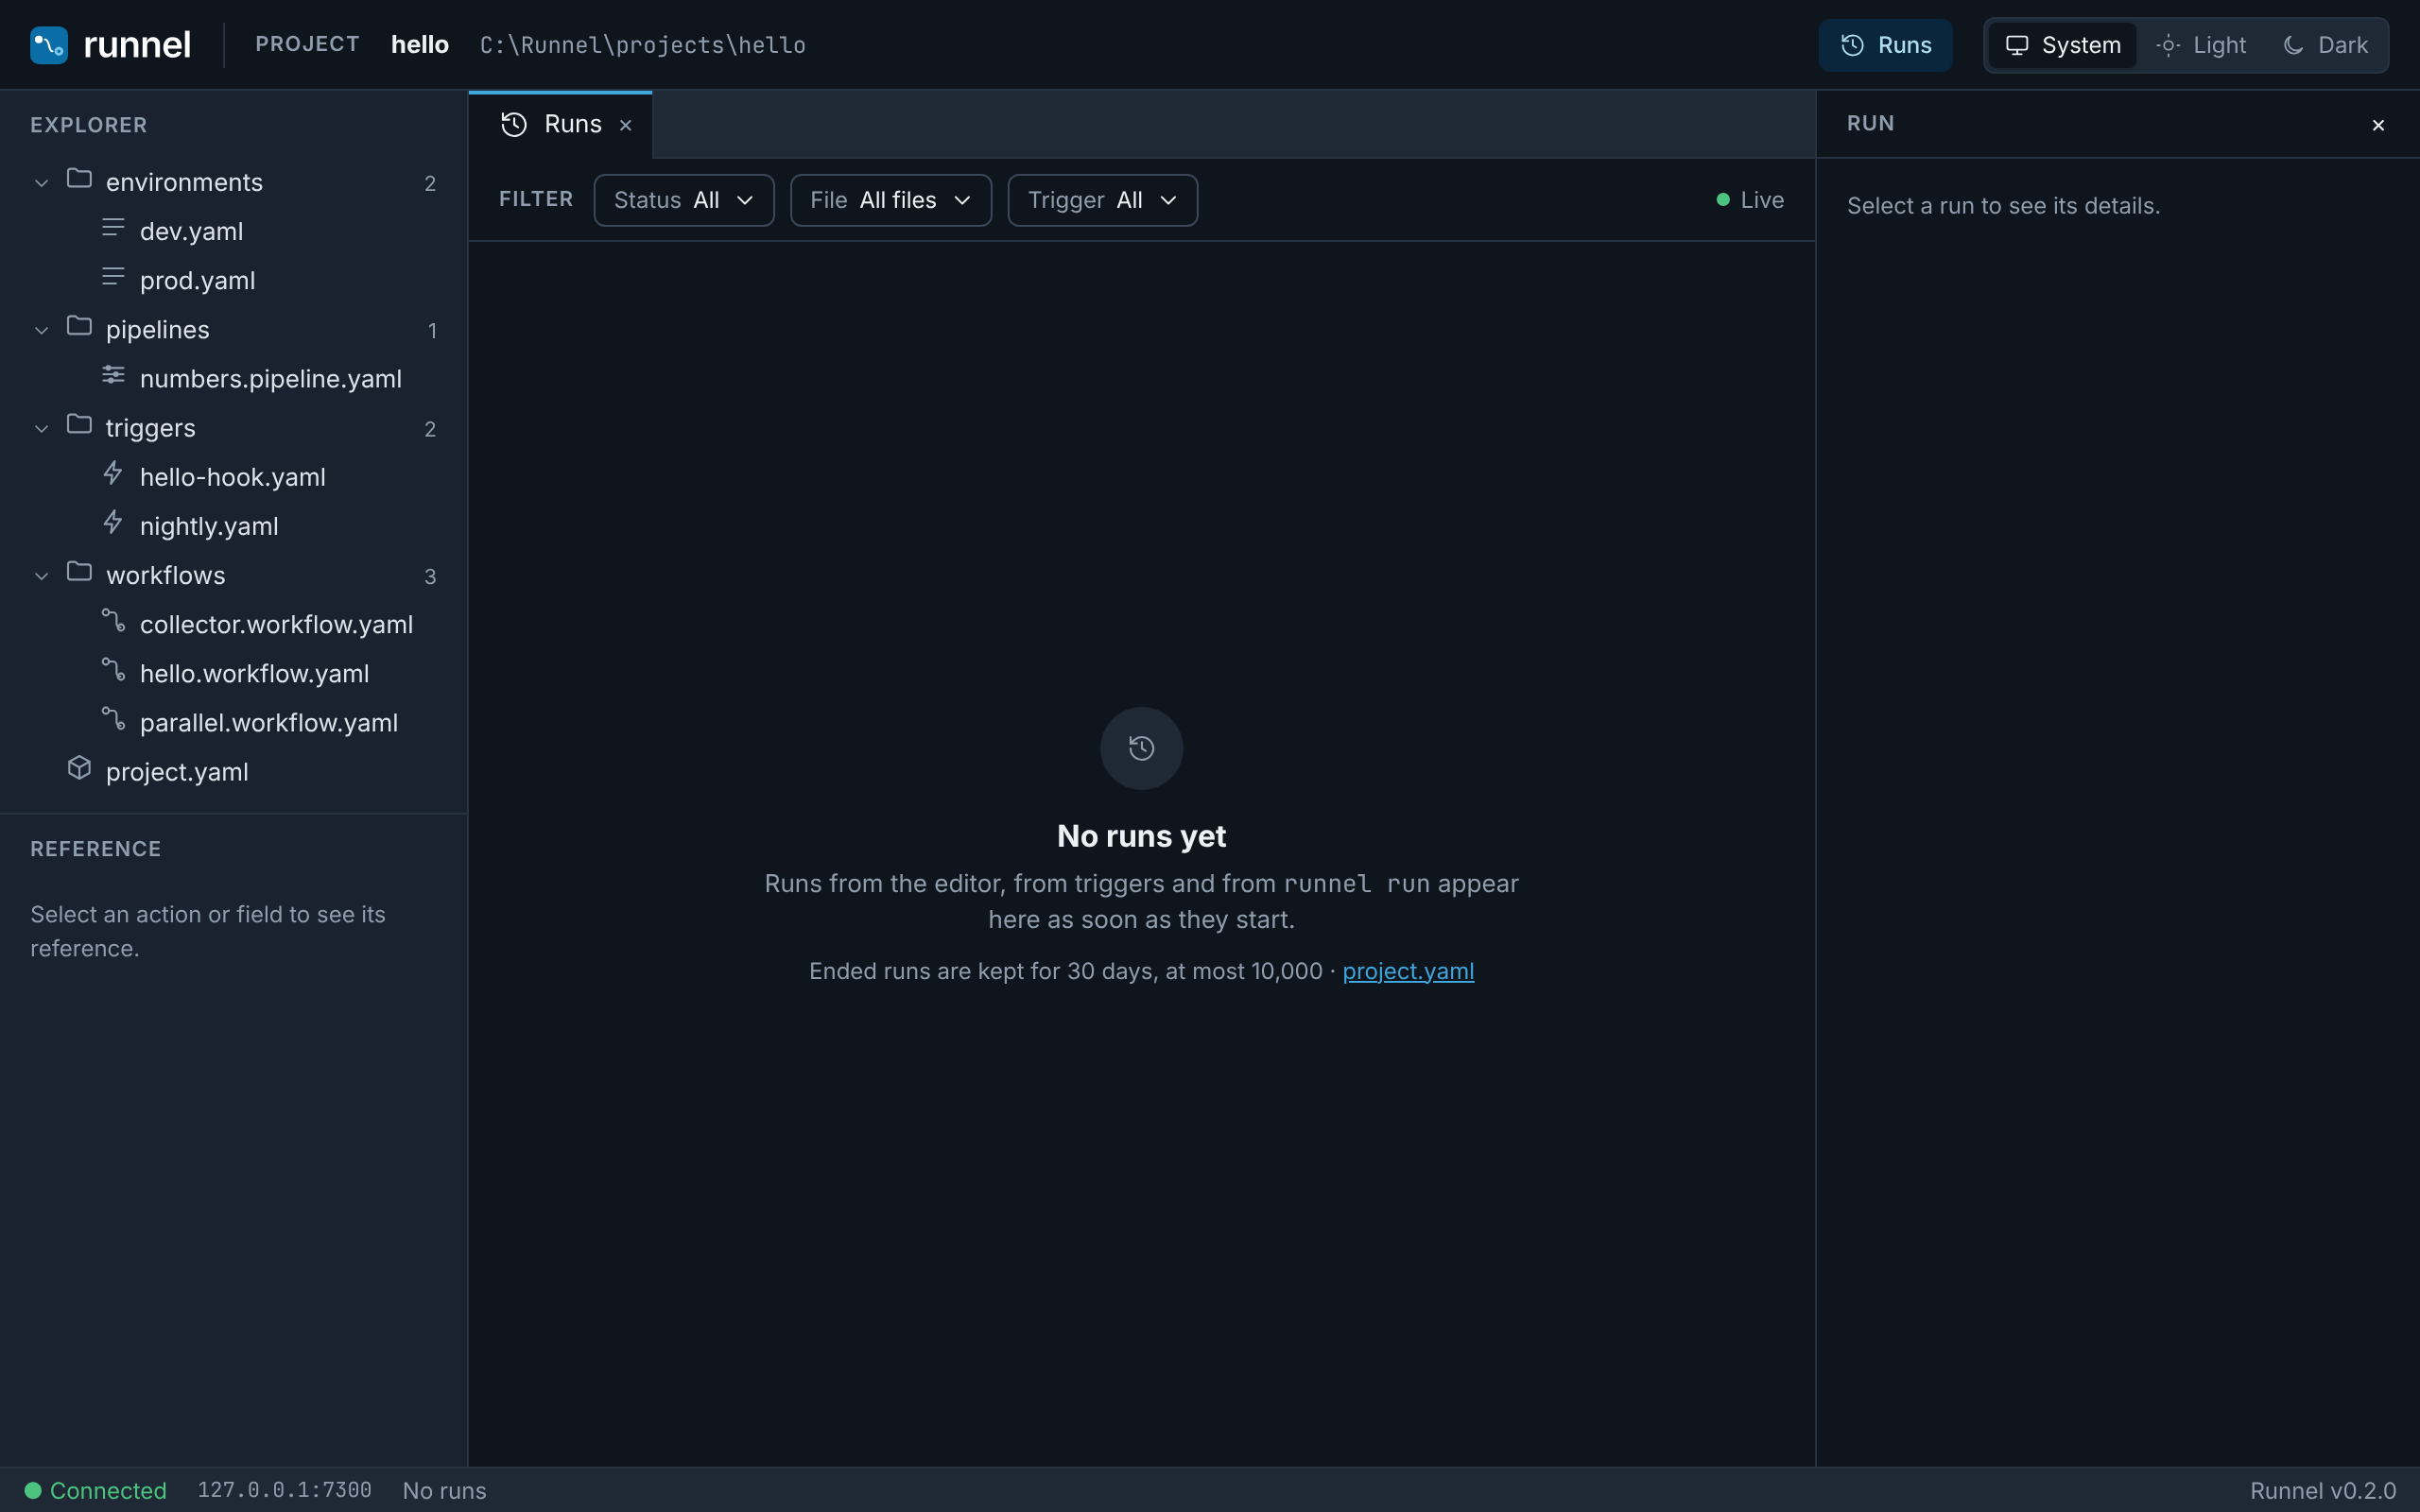 runnel PROJECT hello C:\Runnel\projects\hello Runs System Light Dark
EXPLORER
environments 2
dev.yaml
prod.yaml
pipelines 1
numbers.pipeline.yaml
triggers 2
hello-hook.yaml
nightly.yaml
workflows 3
collector.workflow.yaml
hello.workflow.yaml
parallel.workflow.yaml
project.yaml
REFERENCE
Select an action or field to see its
reference.
Runs ×
FILTER Status All File All files Trigger All Live
No runs yet
Runs from the editor, from triggers and from runnel run appear
here as soon as they start.
Ended runs are kept for 30 days, at most 10,000 · project.yaml
RUN ×
Select a run to see its details.
Connected 127.0.0.1:7300 No runs Runnel v0.2.0